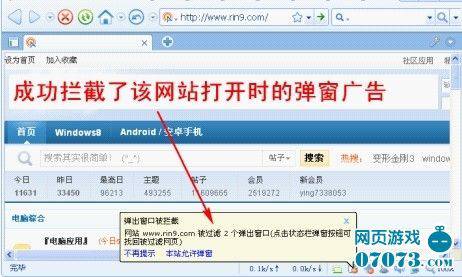 http://www.rin9.com/
设为首页 加入收藏
社区应用
成功拦截了该网站打开时的弹窗广告
首页 Windows8 Android / 安卓手机
搜索其实很简单! (^_^) 帖子 搜索 热搜: 变形金刚3 window
今日 昨日 最高日 主题 帖子 会员 新会员
11631 33450 96213 493255 11609665 2519272 ying7338053
电脑综合
『电脑应用』
弹出窗口被拦截
网站 www.rin9.com 被过滤 2 个弹出窗口(点击状态栏弹窗按钮可
找回被过滤网页)
不再提示 本站允许弹窗
完毕 0.1k/s 0.0k/s
网页游戏
www.07073.com